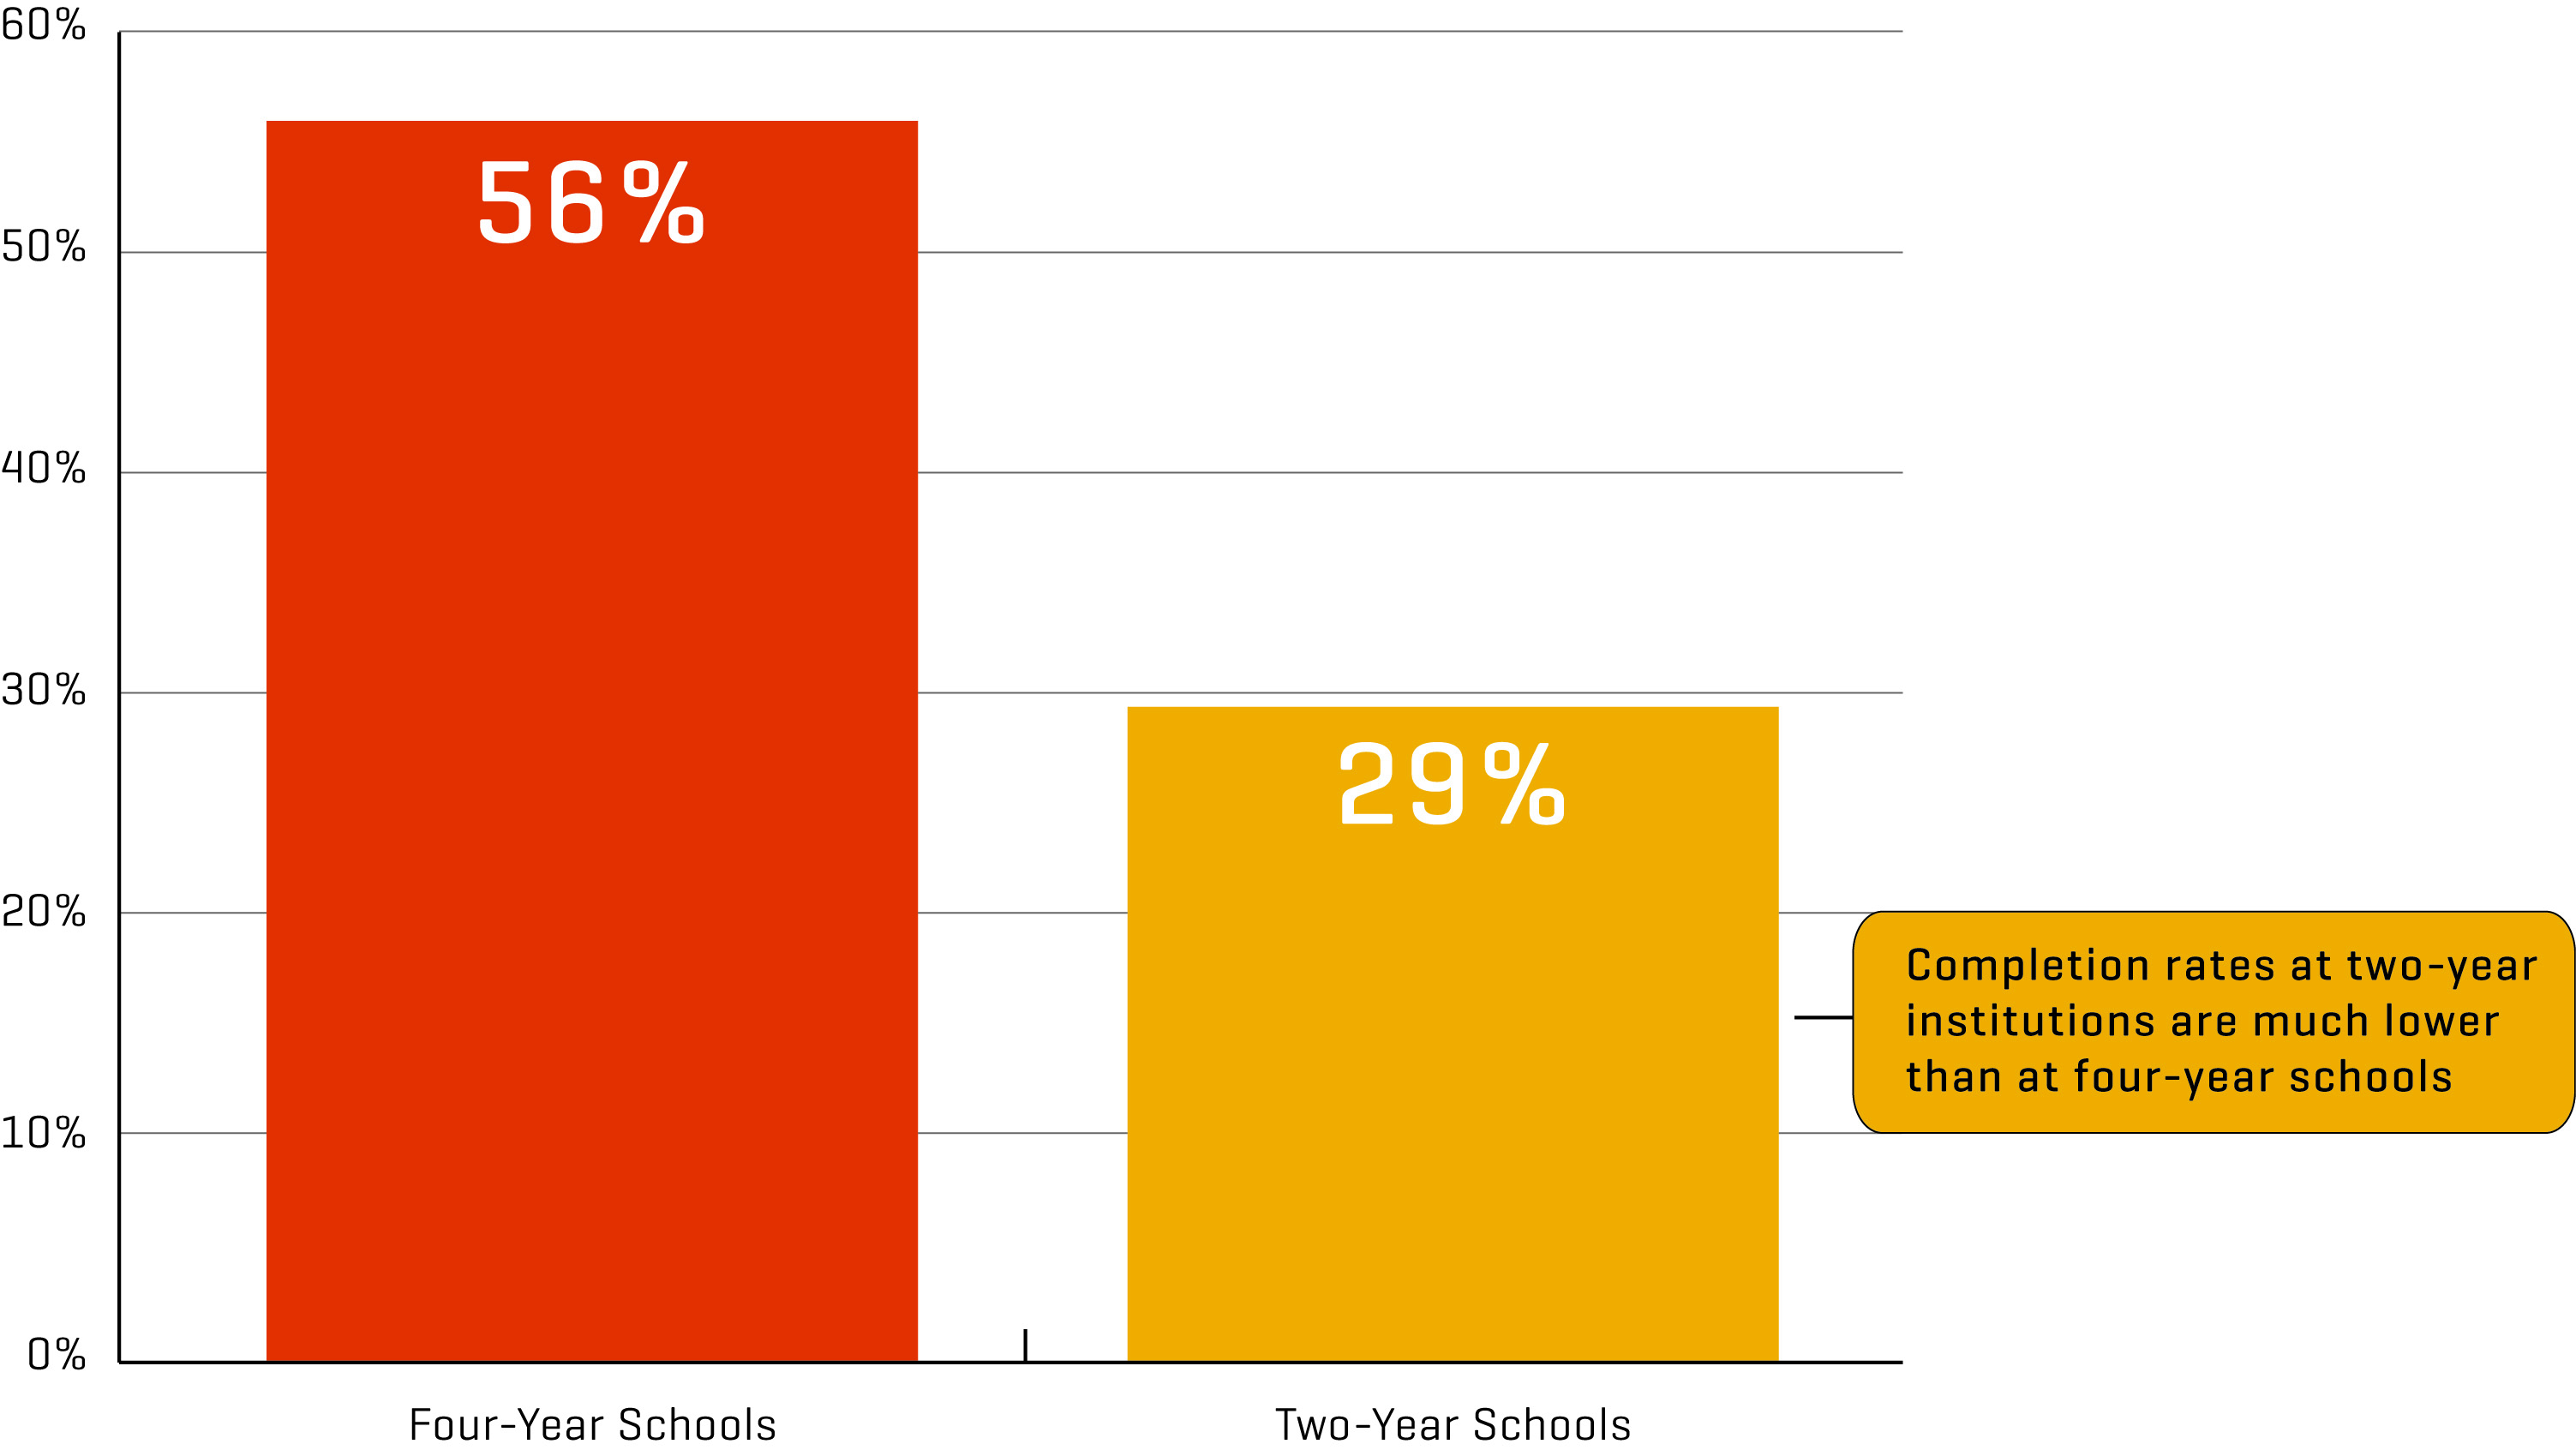 60%
56%
50%
40%
30%
29%
20%
Completion rates at two-year
institutions are much lower
than at four-year schools
10%
0%
Four-Year Schools
Two-Year Schools